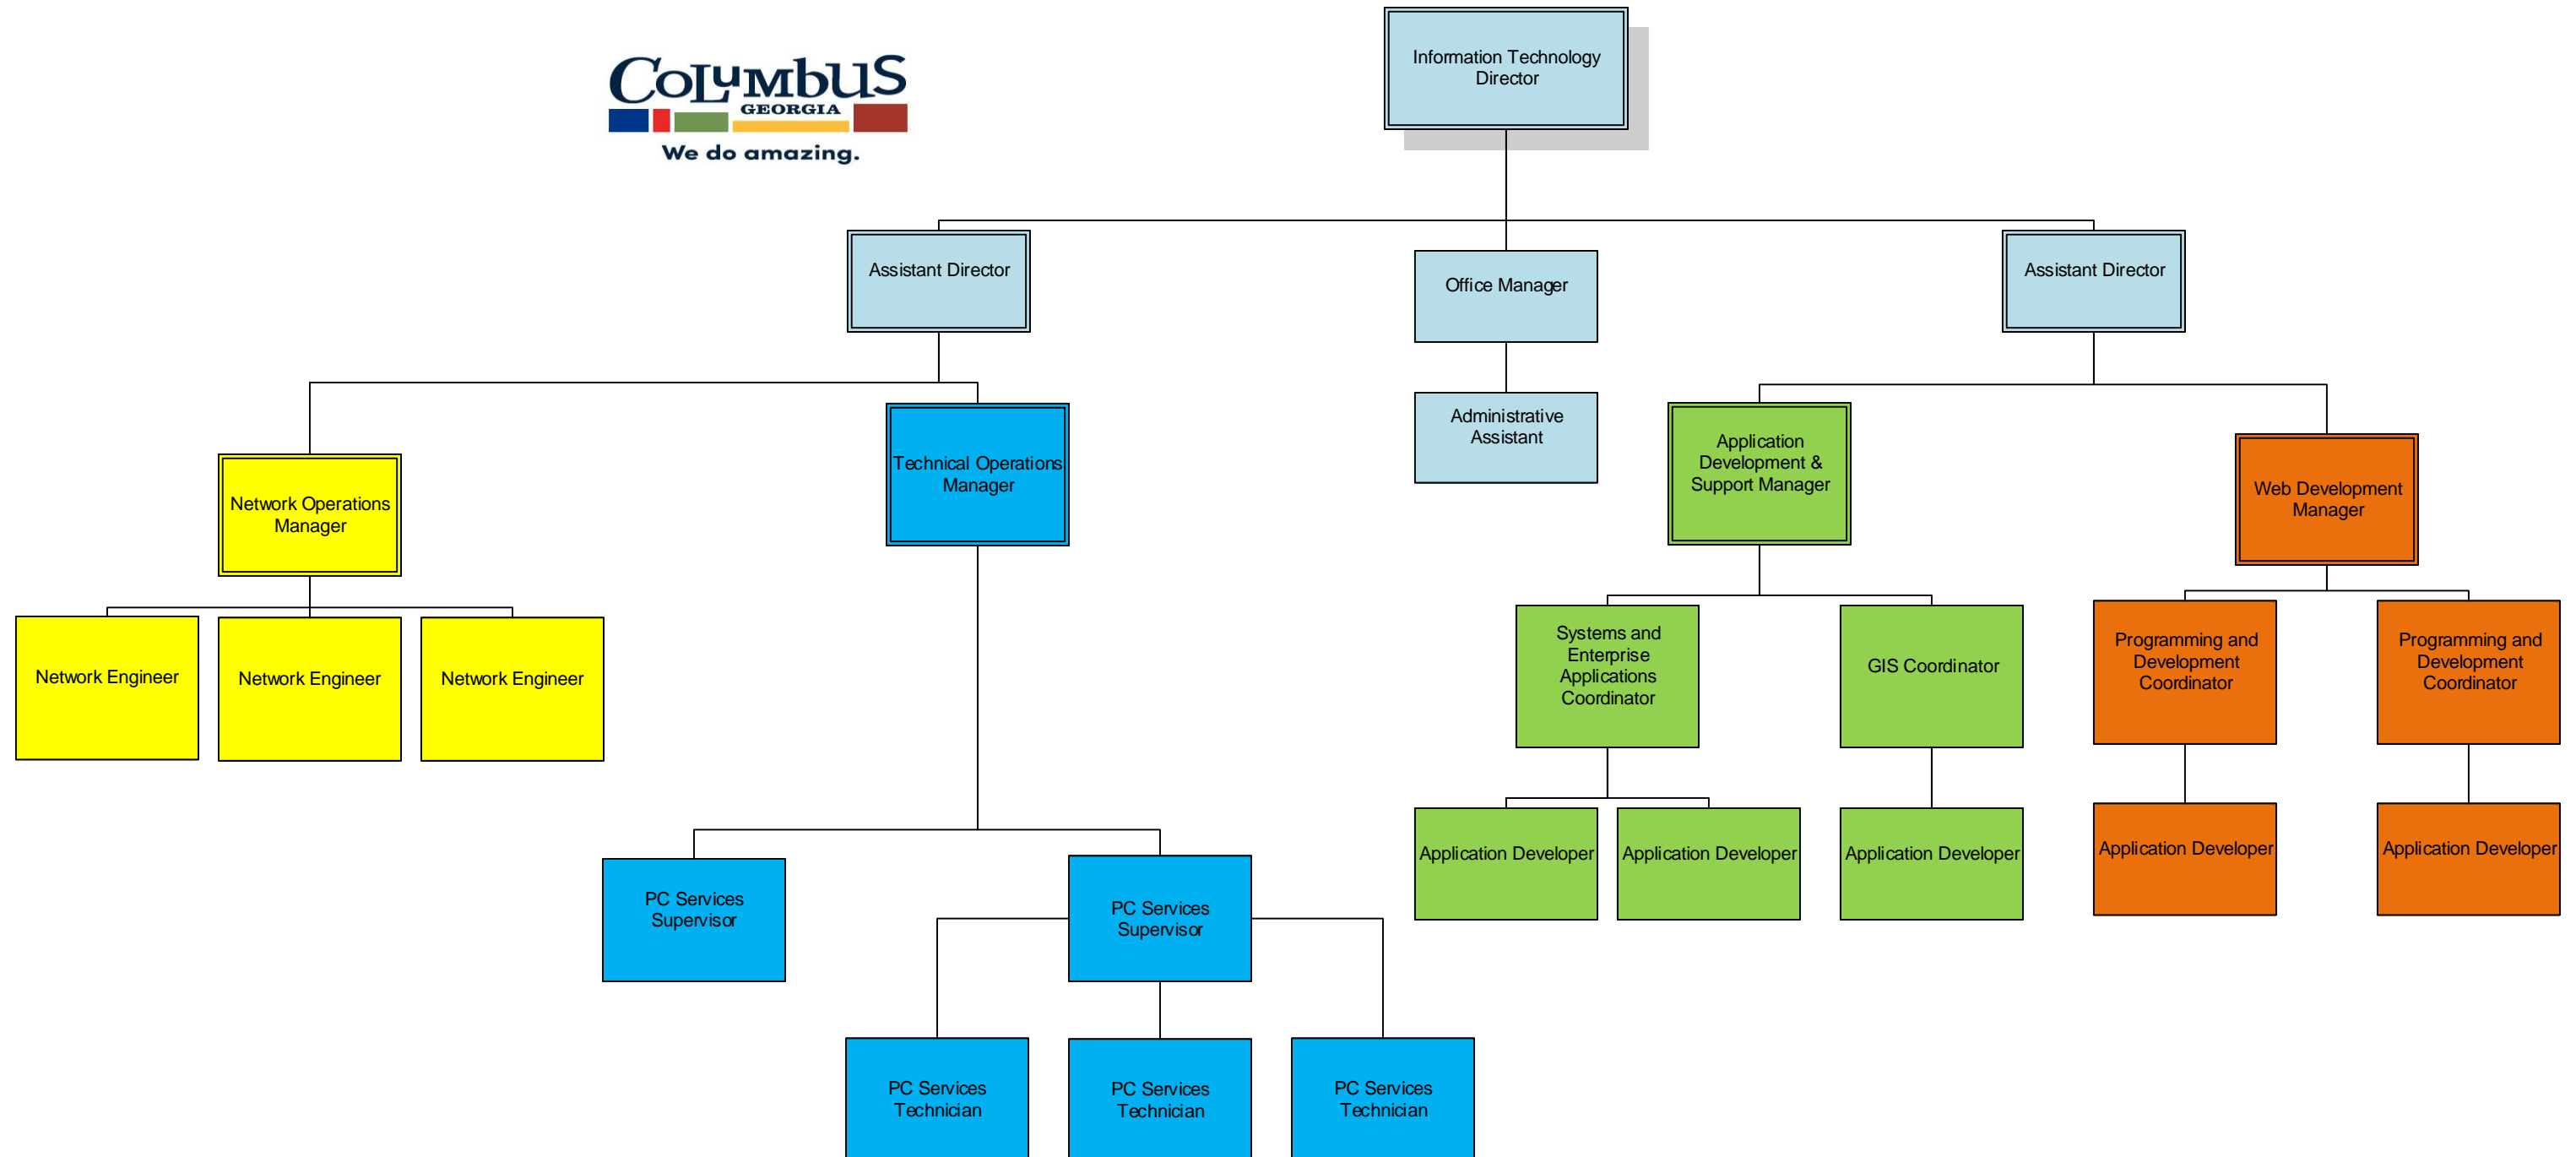 Columbus
GEORGIA
We do amazing.
Information Technology
Director
Assistant Director
Office Manager
Assistant Director
Administrative
Assistant
Network Operations
Manager
Technical Operations
Manager
Application
Development &
Support Manager
Web Development
Manager
Network Engineer
Network Engineer
Network Engineer
Systems and
Enterprise
Applications
Coordinator
GIS Coordinator
Programming and
Development
Coordinator
Programming and
Development
Coordinator
Application Developer
Application Developer
Application Developer
Application Developer
Application Developer
PC Services
Supervisor
PC Services
Supervisor
PC Services
Technician
PC Services
Technician
PC Services
Technician